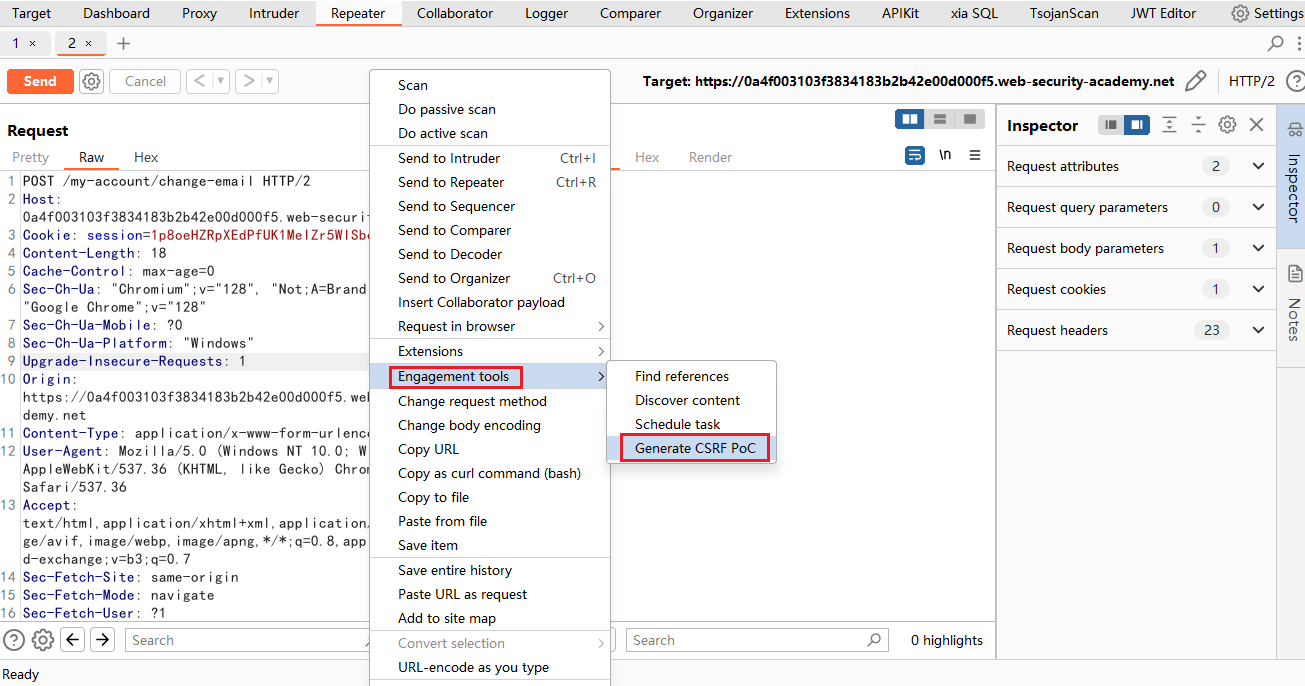 Target Dashboard Proxy Intruder Repeater Collaborator Logger Comparer Organizer Extensions APIKit xia SQL TsojanScan JWT Editor Settings
1 × 2 × +
Send Cancel < > Target: https://0a4f003103f3834183b2b42e00d000f5.web-security-academy.net HTTP/2
Request
Pretty Raw Hex
1 POST /my-account/change-email HTTP/2
2 Host:
0a4f003103f3834183b2b42e00d000f5.web-securit
3 Cookie: session=1p8oeHZRpXEdPfUK1MeIZr5WISb
4 Content-Length: 18
5 Cache-Control: max-age=0
6 Sec-Ch-Ua: "Chromium";v="128", "Not;A=Brand
"Google Chrome";v="128"
7 Sec-Ch-Ua-Mobile: ?0
8 Sec-Ch-Ua-Platform: "Windows"
9 Upgrade-Insecure-Requests: 1
10 Origin:
https://0a4f003103f3834183b2b42e00d000f5.we
demy.net
11 Content-Type: application/x-www-form-urlenc
12 User-Agent: Mozilla/5.0 (Windows NT 10.0; W
AppleWebKit/537.36 (KHTML, like Gecko) Chro
Safari/537.36
13 Accept:
text/html,application/xhtml+xml,application/
ge/avif,image/webp,image/apng,*/*;q=0.8,app
d-exchange;v=b3;q=0.7
14 Sec-Fetch-Site: same-origin
15 Sec-Fetch-Mode: navigate
16 Sec-Fetch-User: ?1
Search
Ready
Scan
Do passive scan
Do active scan
Send to Intruder Ctrl+I
Send to Repeater Ctrl+R
Send to Sequencer
Send to Comparer
Send to Decoder
Send to Organizer Ctrl+O
Insert Collaborator payload
Request in browser
Extensions
Engagement tools
Change request method
Change body encoding
Copy URL
Copy as curl command (bash)
Copy to file
Paste from file
Save item
Save entire history
Paste URL as request
Add to site map
Convert selection
URL-encode as you type
Find references
Discover content
Schedule task
Generate CSRF PoC
Hex Render
\n
Search 0 highlights
Inspector
Request attributes 2
Request query parameters 0
Request body parameters 1
Request cookies 1
Request headers 23
Inspector
Notes